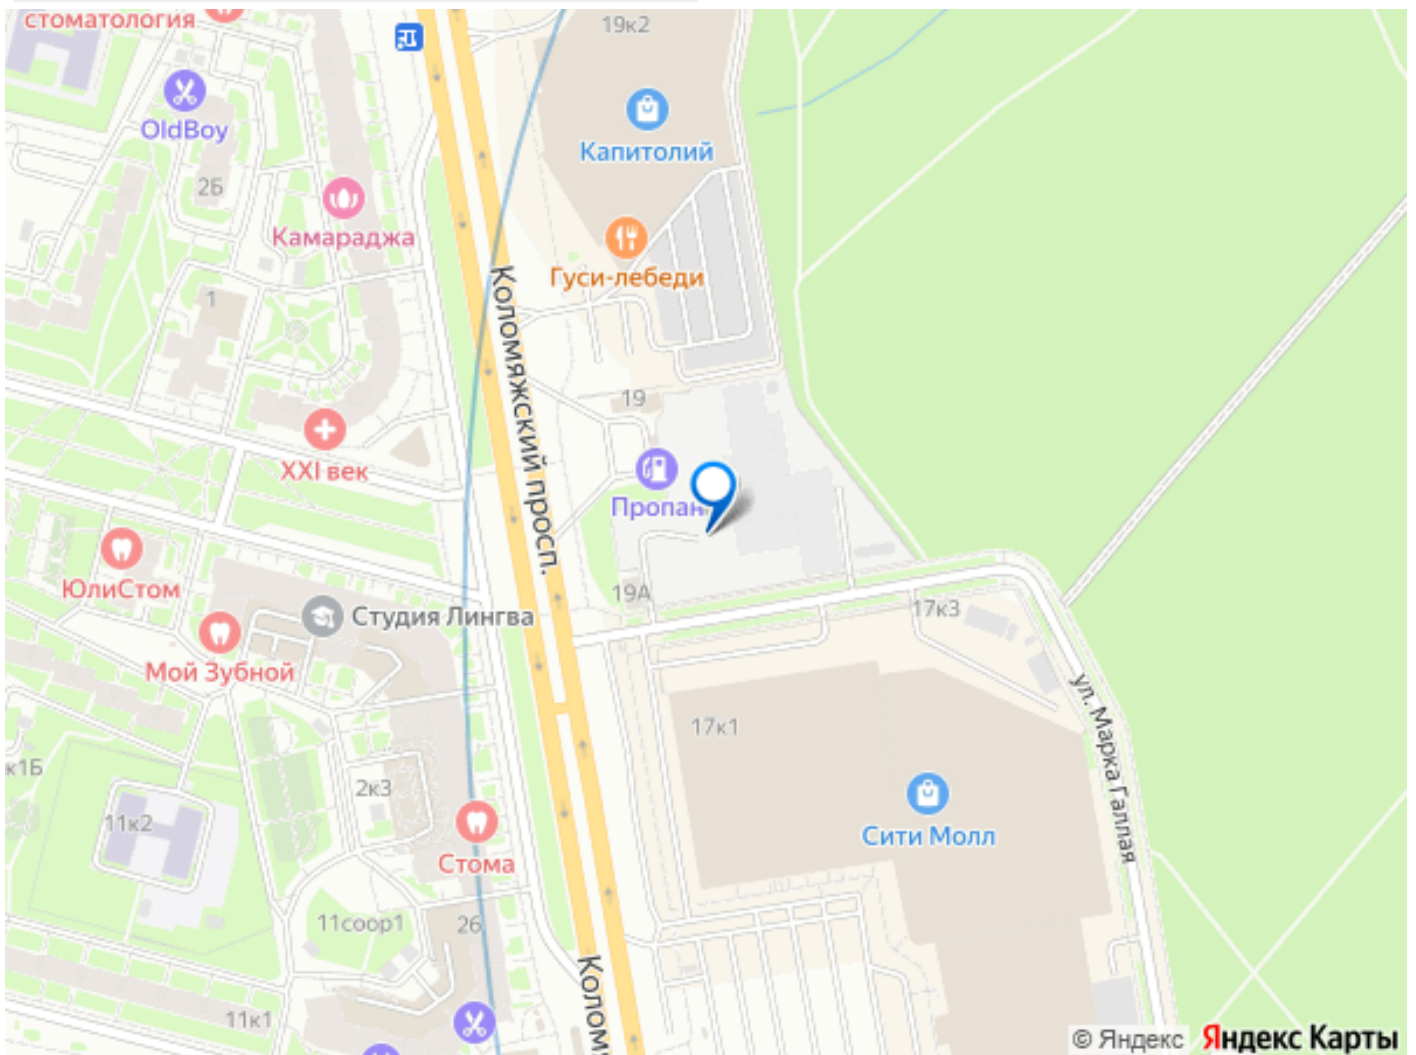 стоматология
19к2
OldBoy
Капитолий
2Б
Камараджа
Гуси-лебеди
1
Коломяжский просп.
19
XXI век
Пропан
ЮлиСтом
19А
17к3
Студия Лингва
Мой Зубной
ул. Марка Галлая
17к1
к1Б
2к3
11к2
Сити Молл
Стома
11соор1
26
Колом
11к1
© Яндекс Яндекс Карты